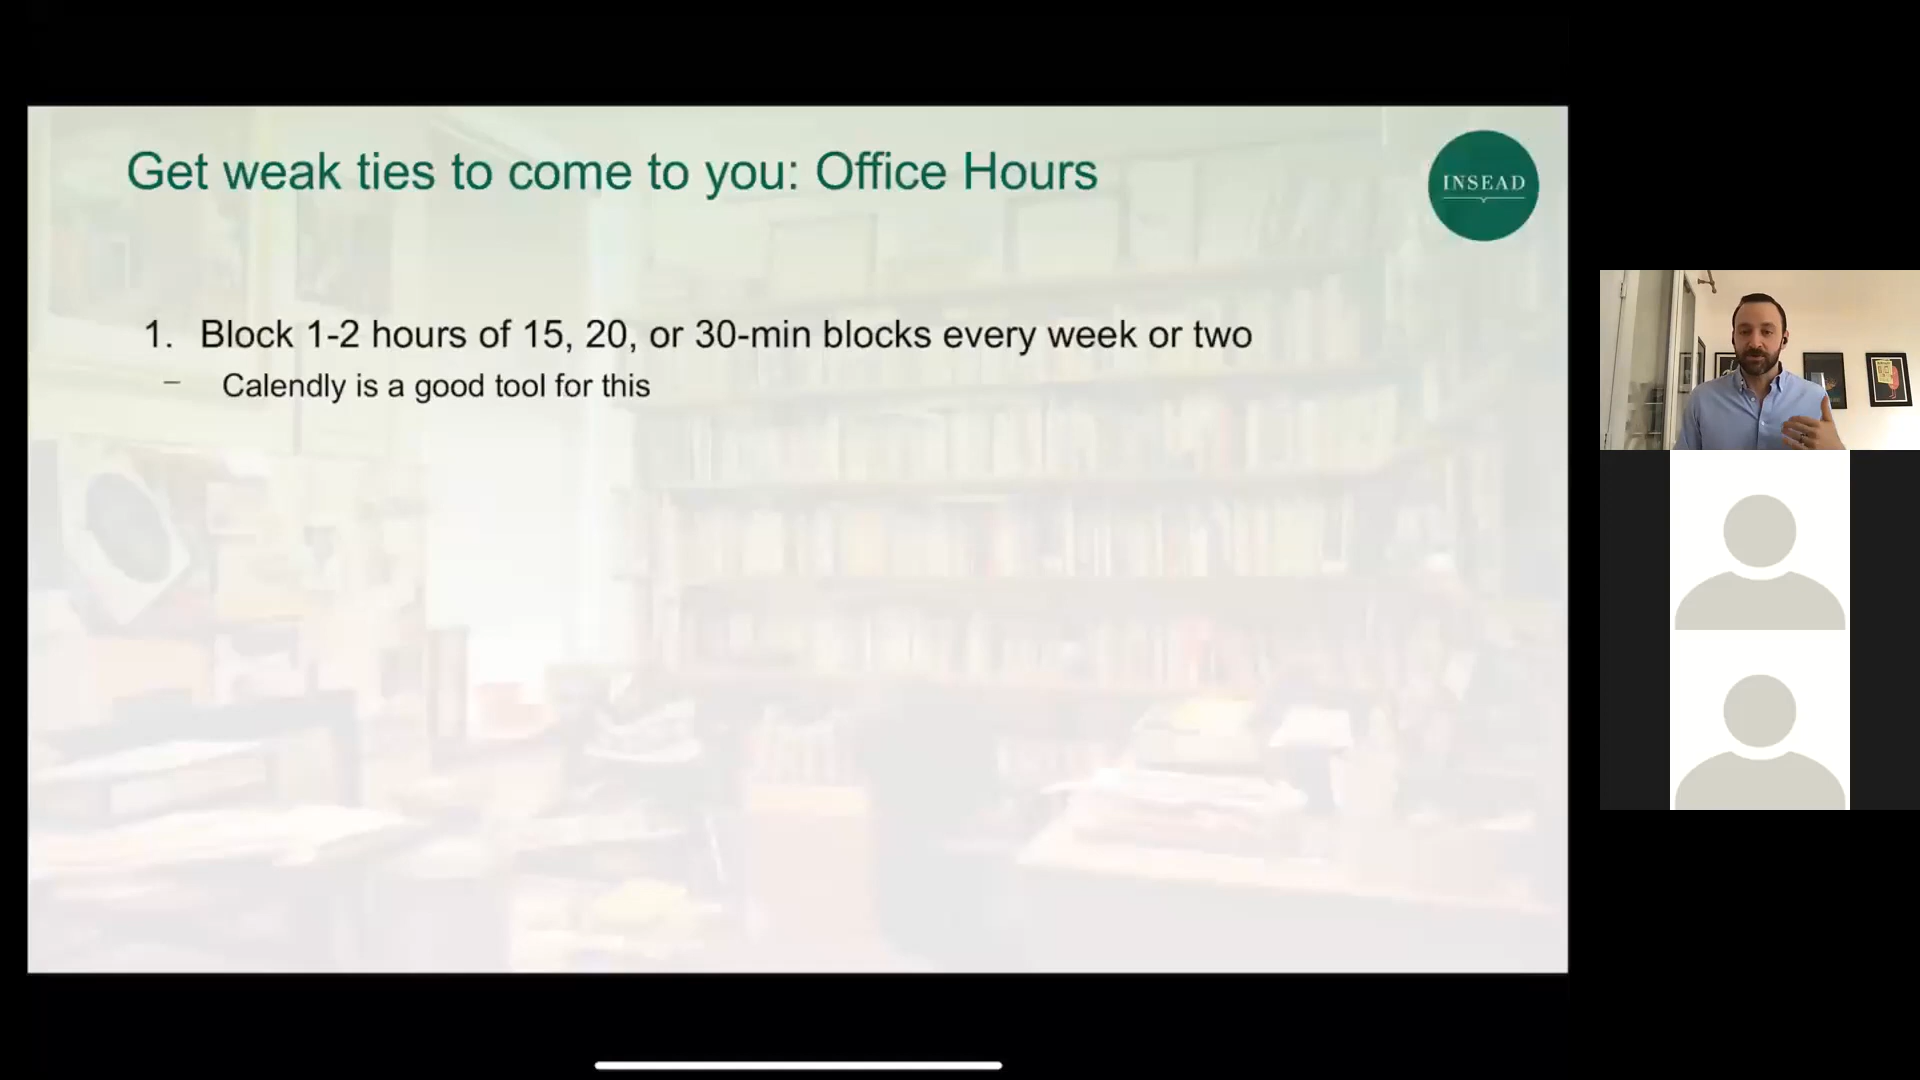 Get weak ties to come to you: Office Hours
INSEAD
1. Block 1-2 hours of 15, 20, or 30-min blocks every week or two
– Calendly is a good tool for this